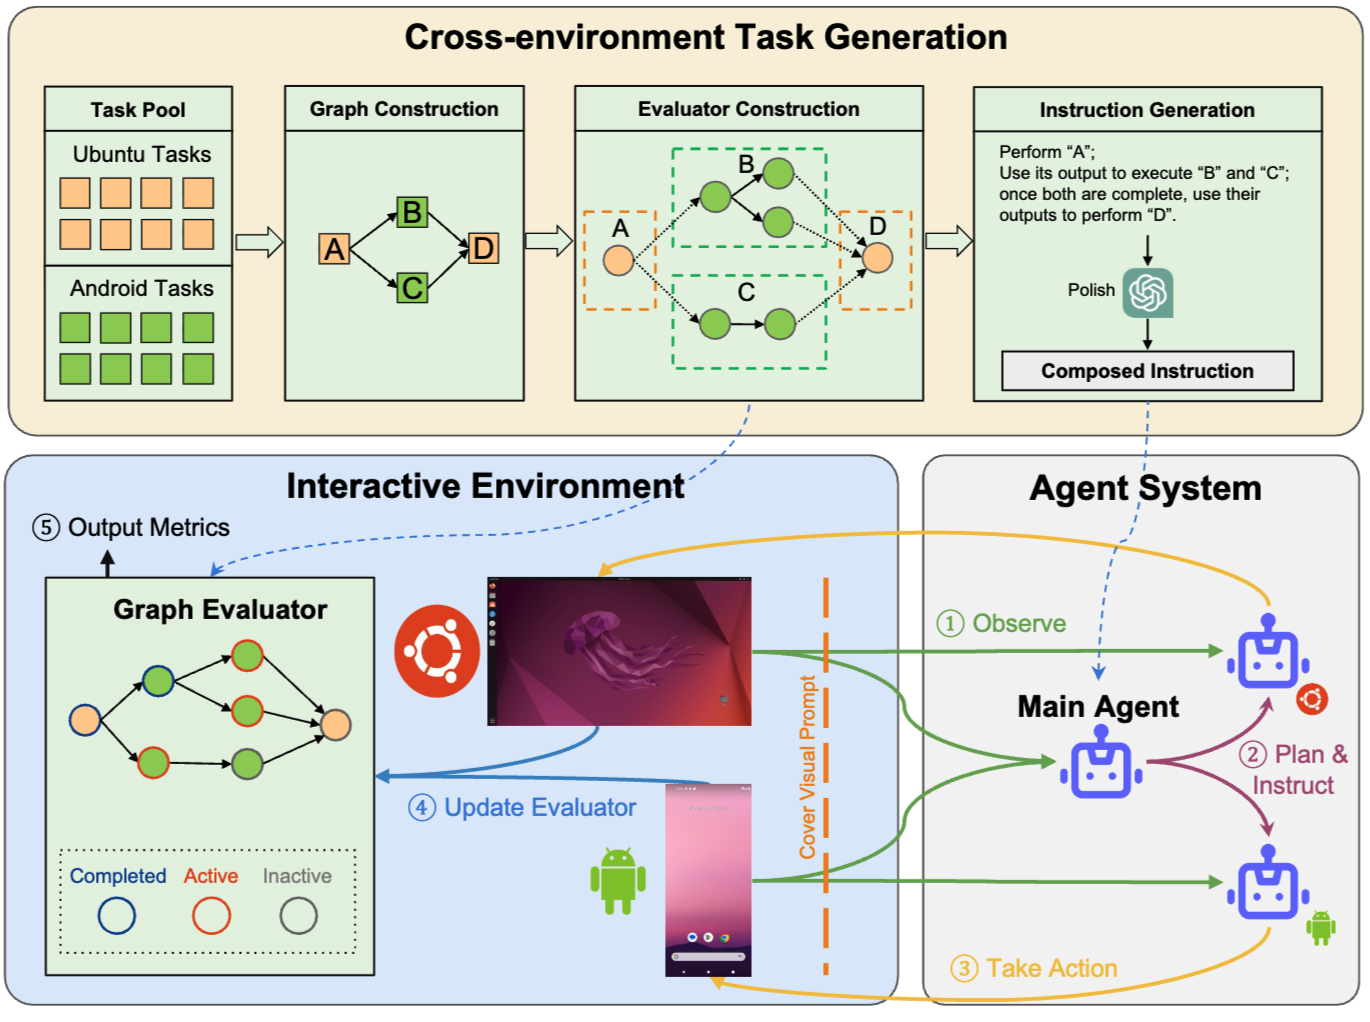 Cross-environment Task Generation
Task Pool
Ubuntu Tasks
Android Tasks
Graph Construction
A
B
C
D
Evaluator Construction
A
B
C
D
Instruction Generation
Perform “A”;
Use its output to execute “B” and “C”;
once both are complete, use their
outputs to perform “D”.
Polish
Composed Instruction
Interactive Environment
⑤ Output Metrics
Graph Evaluator
Completed
Active
Inactive
④ Update Evaluator
Cover Visual Prompt
Agent System
① Observe
Main Agent
② Plan &
Instruct
③ Take Action